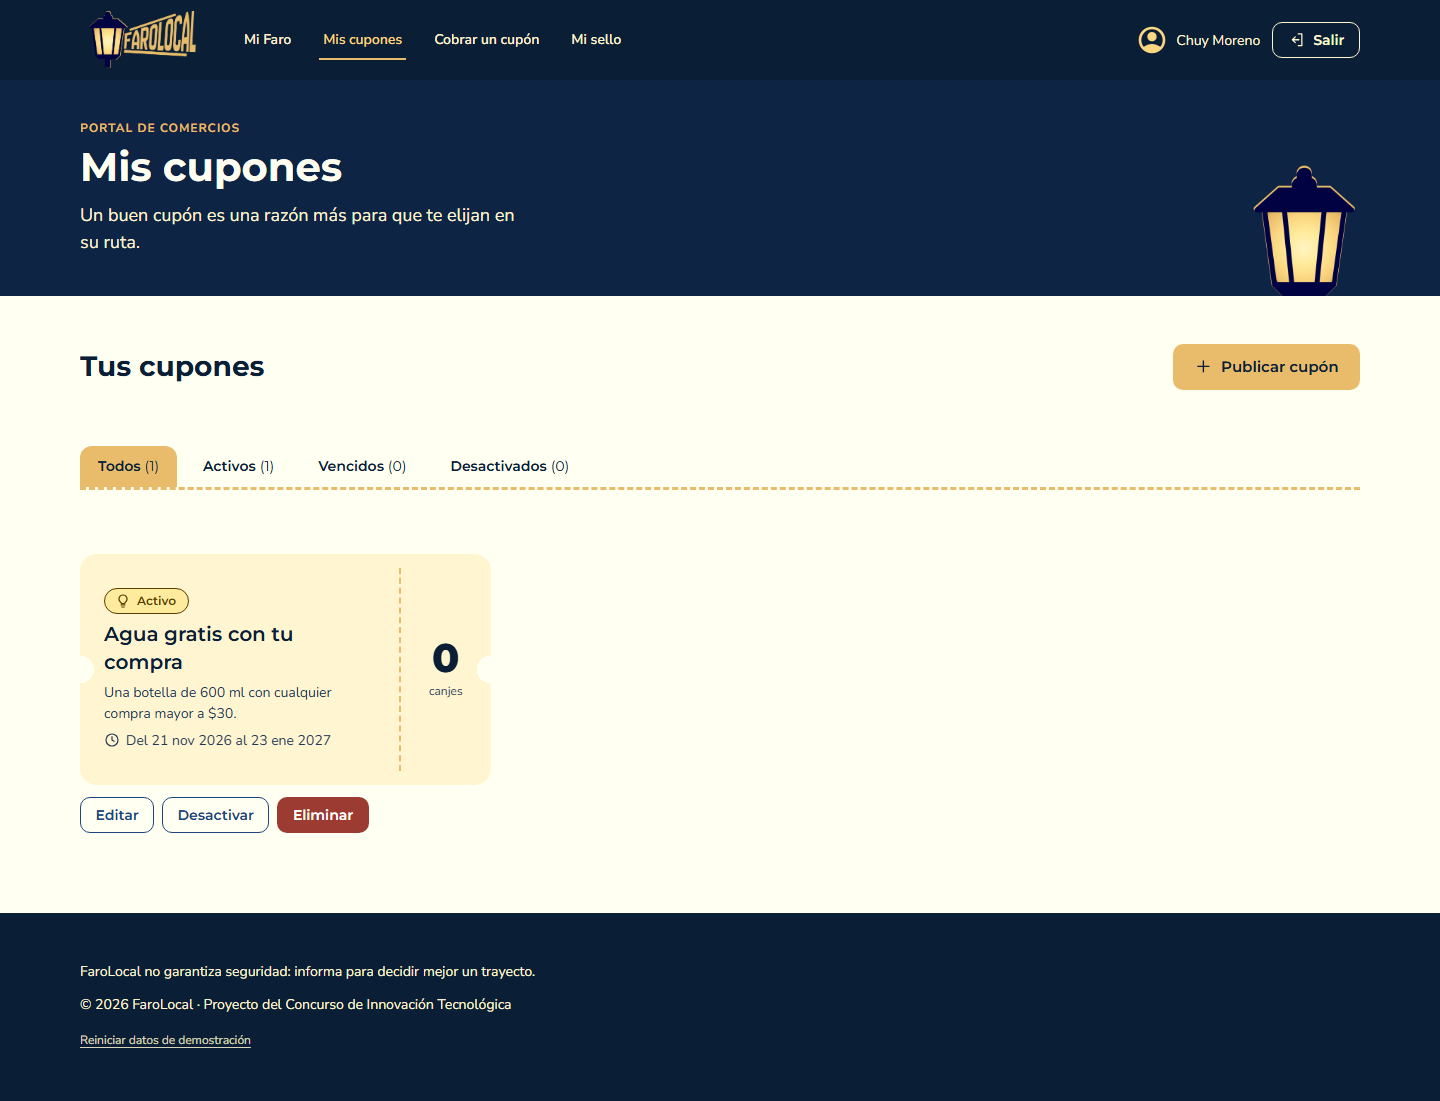 FAROLOCAL
Mi Faro
Mis cupones
Cobrar un cupón
Mi sello
Chuy Moreno
Salir
PORTAL DE COMERCIOS
Mis cupones
Un buen cupón es una razón más para que te elijan en
su ruta.
Tus cupones
Publicar cupón
Todos (1)
Activos (1)
Vencidos (0)
Desactivados (0)
Activo
Agua gratis con tu
compra
Una botella de 600 ml con cualquier
compra mayor a $30.
Del 21 nov 2026 al 23 ene 2027
0
canjes
Editar
Desactivar
Eliminar
FaroLocal no garantiza seguridad: informa para decidir mejor un trayecto.
© 2026 FaroLocal · Proyecto del Concurso de Innovación Tecnológica
Reiniciar datos de demostración